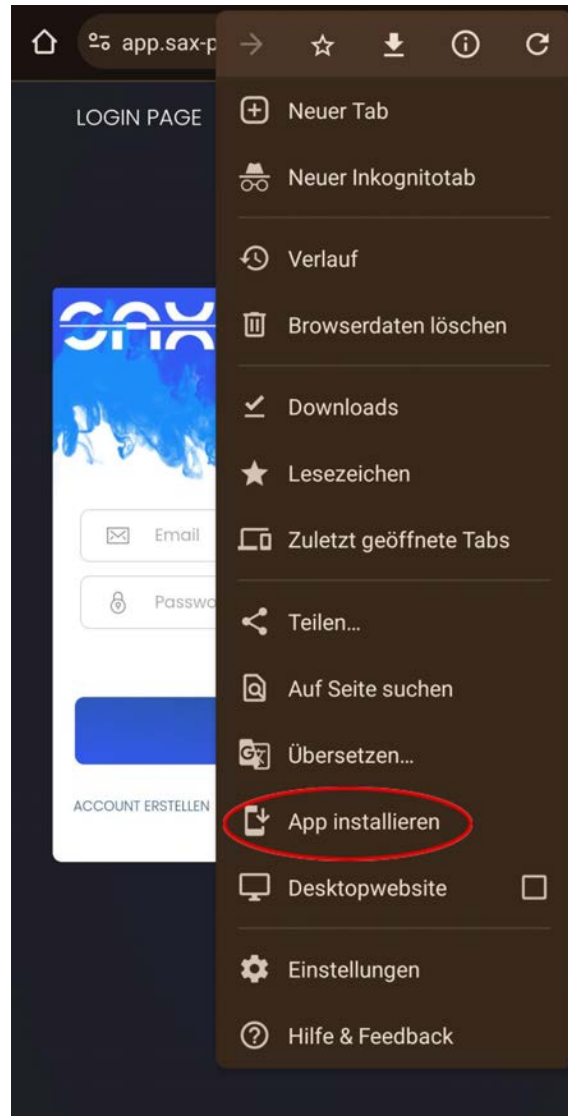 app.sax-p
LOGIN PAGE
Neuer Tab
Neuer Inkognitotab
Verlauf
SAX
Browserdaten löschen
Downloads
Lesezeichen
Email
Zuletzt geöffnete Tabs
Passwo
Teilen…
Auf Seite suchen
Übersetzen…
ACCOUNT ERSTELLEN
App installieren
Desktopwebsite
Einstellungen
Hilfe & Feedback